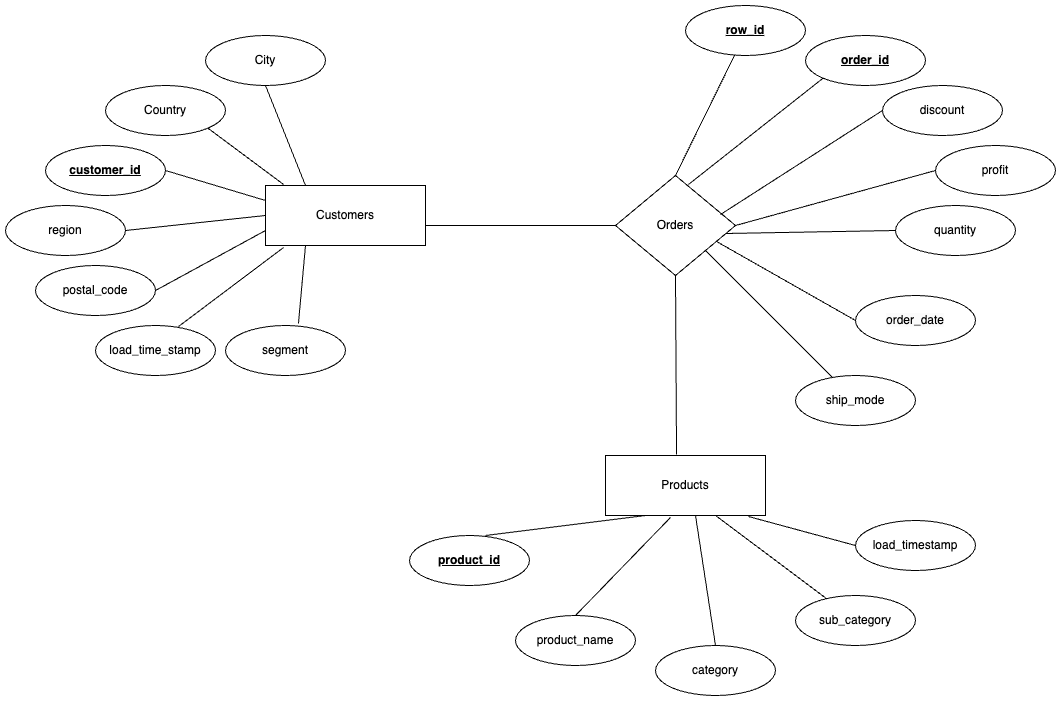 row_id
City
order_id
Country
discount
customer_id
profit
Customers
Orders
region
quantity
postal_code
order_date
load_time_stamp
segment
ship_mode
Products
load_timestamp
product_id
sub_category
product_name
category